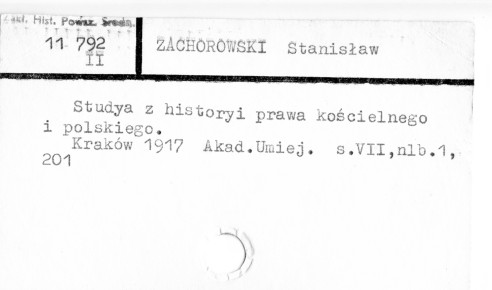 Zakł. Hist. Powsz. Średn.
11 792
II
ZACHOROWSKI Stanisław
Studya z historyi prawa kościelnego
i polskiego.
Kraków 1917 Akad.Umiej. s.VII,nlb.1,
201